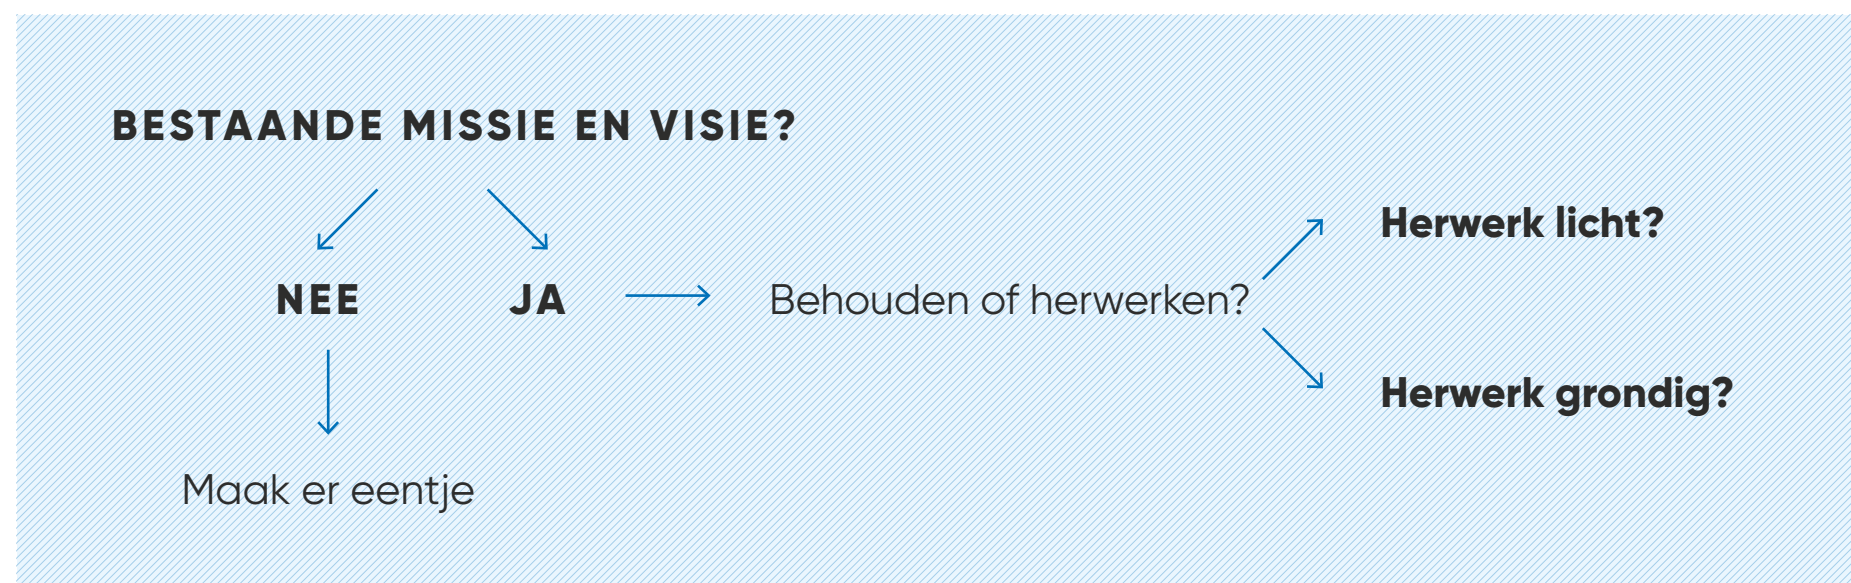 BESTAANDE MISSIE EN VISIE?
NEE
JA
Behouden of herwerken?
Herwerk licht?
Herwerk grondig?
Maak er eentje